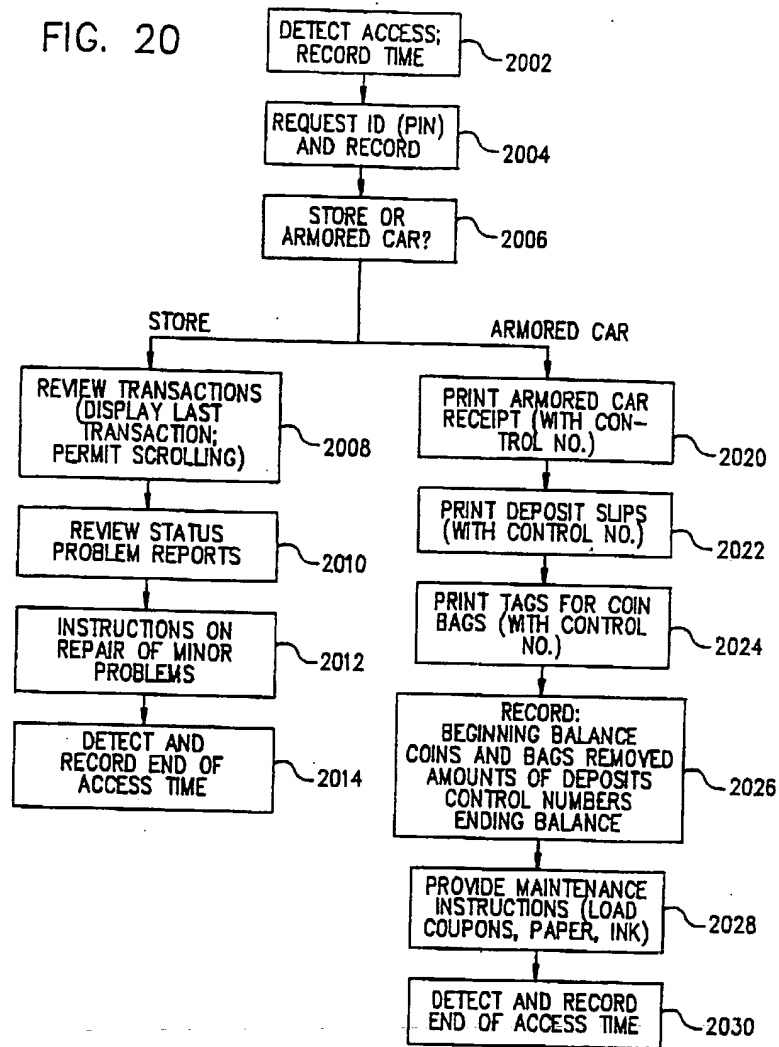 FIG. 20
DETECT ACCESS;
RECORD TIME
2002
REQUEST ID (PIN)
AND RECORD
2004
STORE OR
ARMORED CAR?
2006
STORE
ARMORED CAR
REVIEW TRANSACTIONS
(DISPLAY LAST
TRANSACTION;
PERMIT SCROLLING)
2008
REVIEW STATUS
PROBLEM REPORTS
2010
INSTRUCTIONS ON
REPAIR OF MINOR
PROBLEMS
2012
DETECT AND
RECORD END OF
ACCESS TIME
2014
PRINT ARMORED CAR
RECEIPT (WITH CON-
TROL NO.)
2020
PRINT DEPOSIT SLIPS
(WITH CONTROL NO.)
2022
PRINT TAGS FOR COIN
BAGS (WITH CONTROL
NO.)
2024
RECORD:
BEGINNING BALANCE
COINS AND BAGS REMOVED
AMOUNTS OF DEPOSITS
CONTROL NUMBERS
ENDING BALANCE
2026
PROVIDE MAINTENANCE
INSTRUCTIONS (LOAD
COUPONS, PAPER, INK)
2028
DETECT AND RECORD
END OF ACCESS TIME
2030